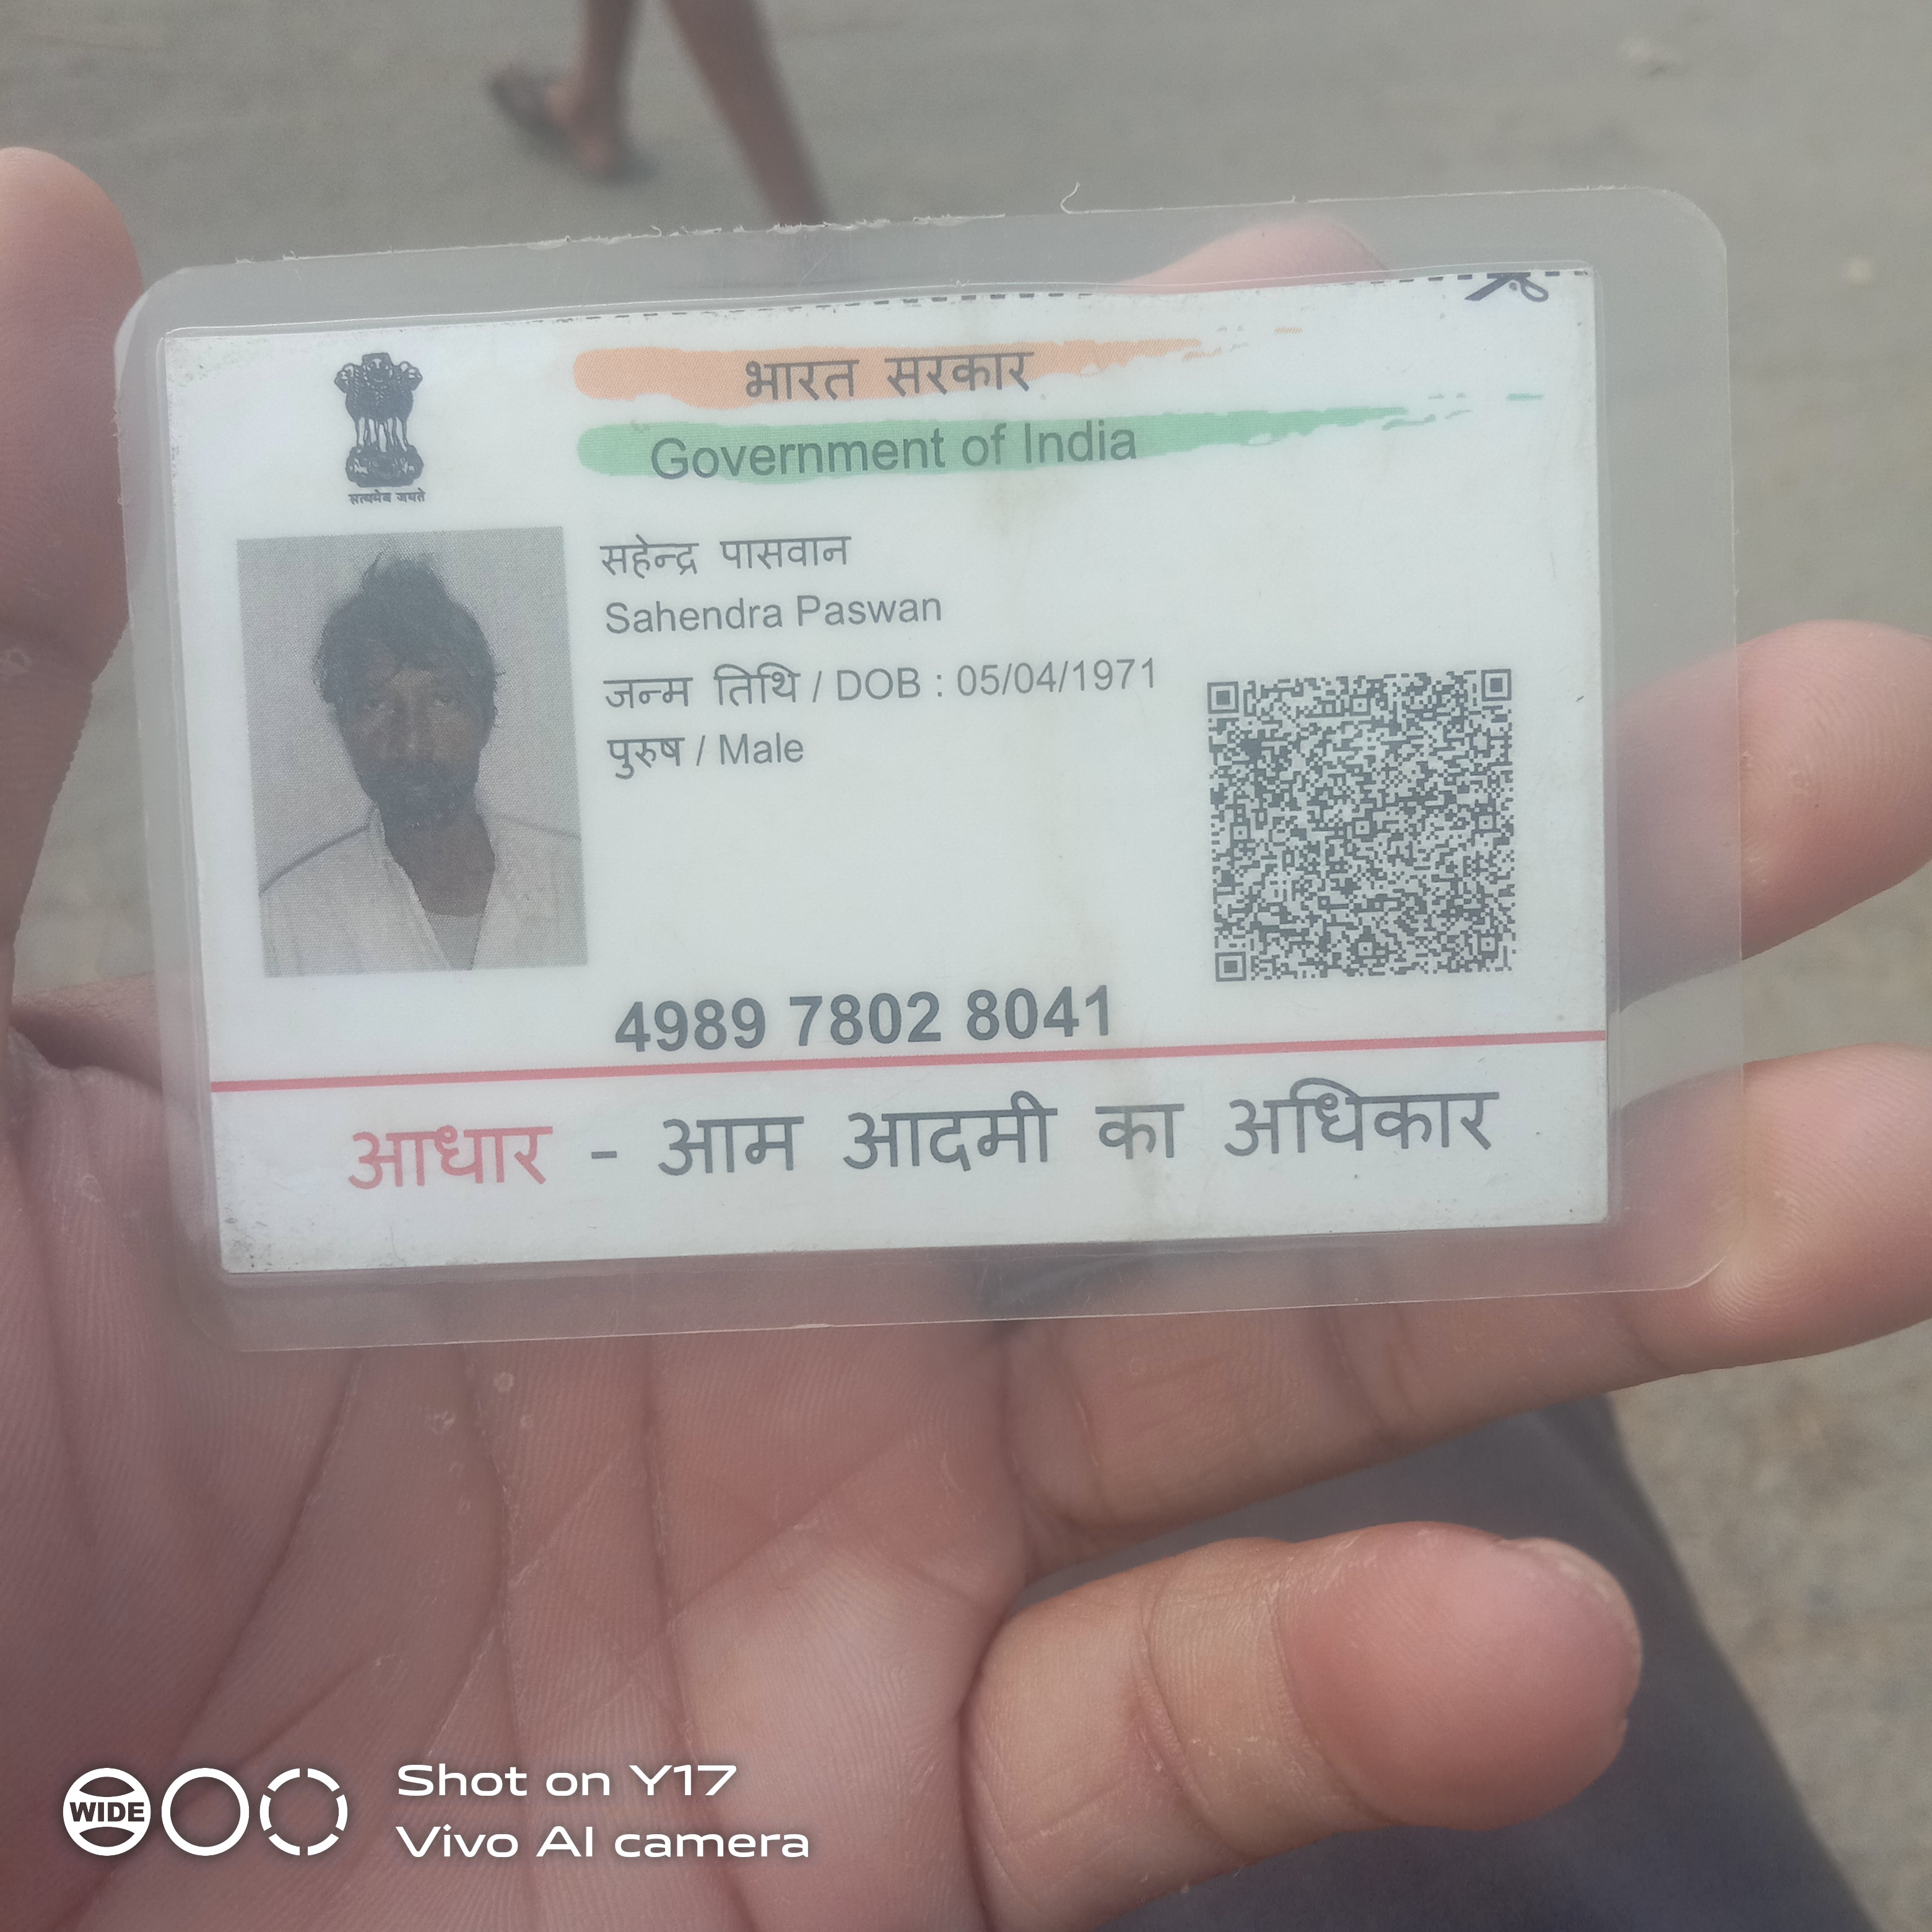 भारत सरकार
Government of India
सत्यमेव जयते
सहेन्द्र पासवान
Sahendra Paswan
जन्म तिथि / DOB : 05/04/1971
पुरुष / Male
4989 7802 8041
आधार - आम आदमी का अधिकार
WIDE
Shot on Y17
Vivo AI camera